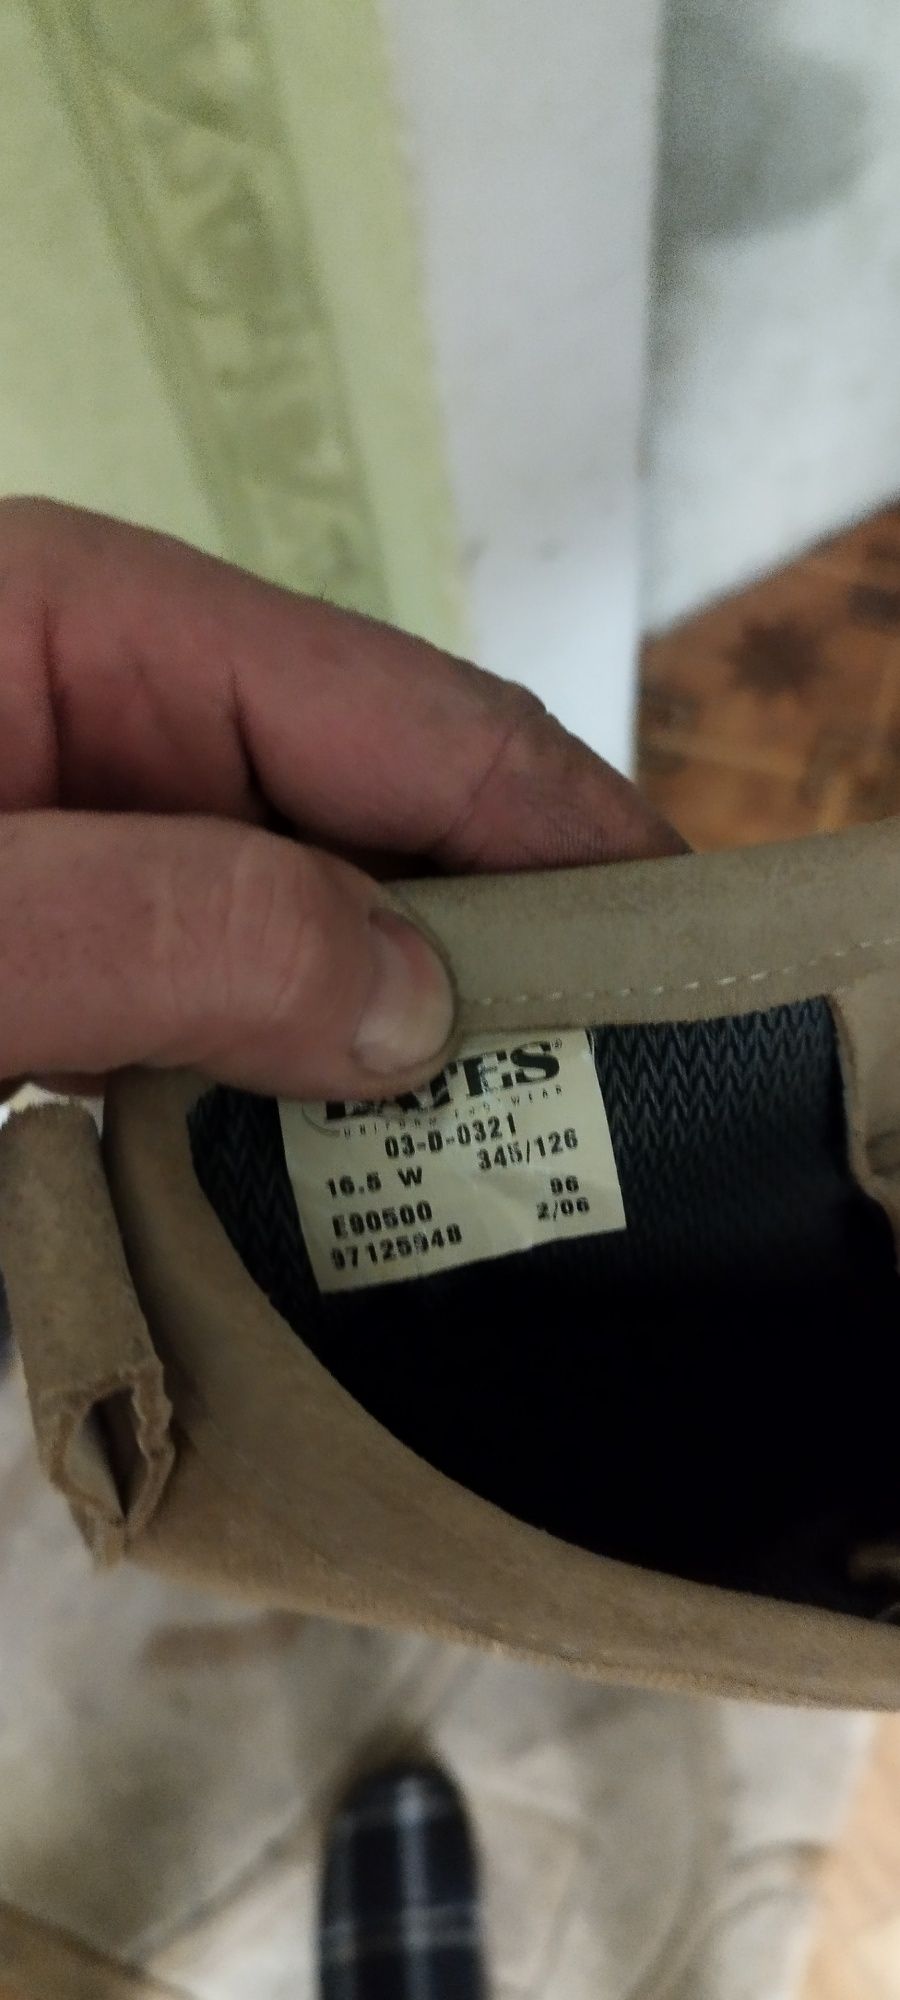 BATES®
UNIFORM FOOTWEAR
03-D-0321
16.5 W 345/126
E90500 96
97125948 2/06